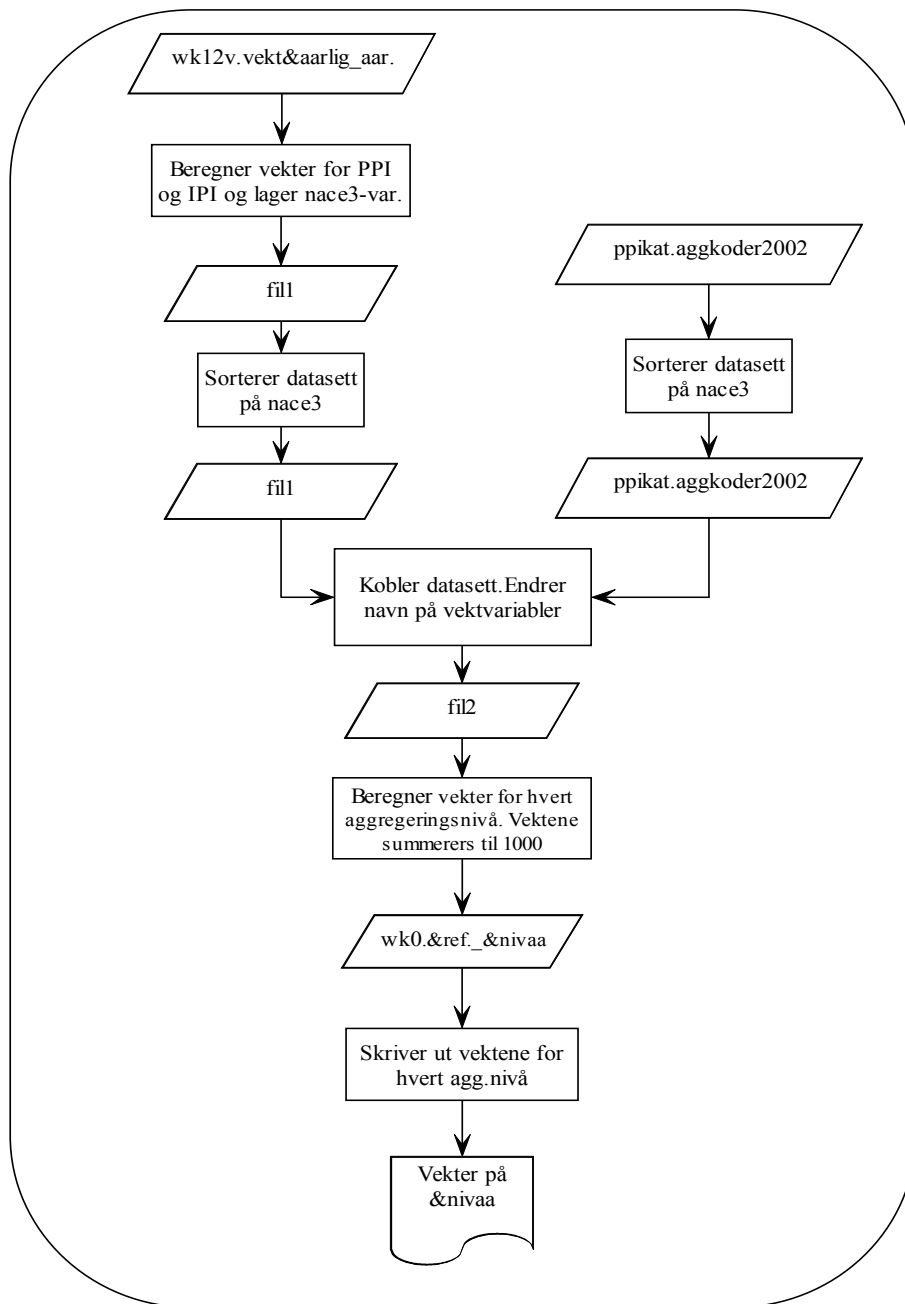 wk12v.vekt&aarlig_aar.
Beregner vekter for PPI
og IPI og lager nace3-var.
fil1
Sorterer datasett
på nace3
fil1
ppikat.aggkoder2002
Sorterer datasett
på nace3
ppikat.aggkoder2002
Kobler datasett.Endrer
navn på vektvariabler
fil2
Beregner vekter for hvert
aggregeringsnivå. Vektene
summerers til 1000
wk0.&ref._&nivaa
Skriver ut vektene for
hvert agg.nivå
Vekter på
&nivaa